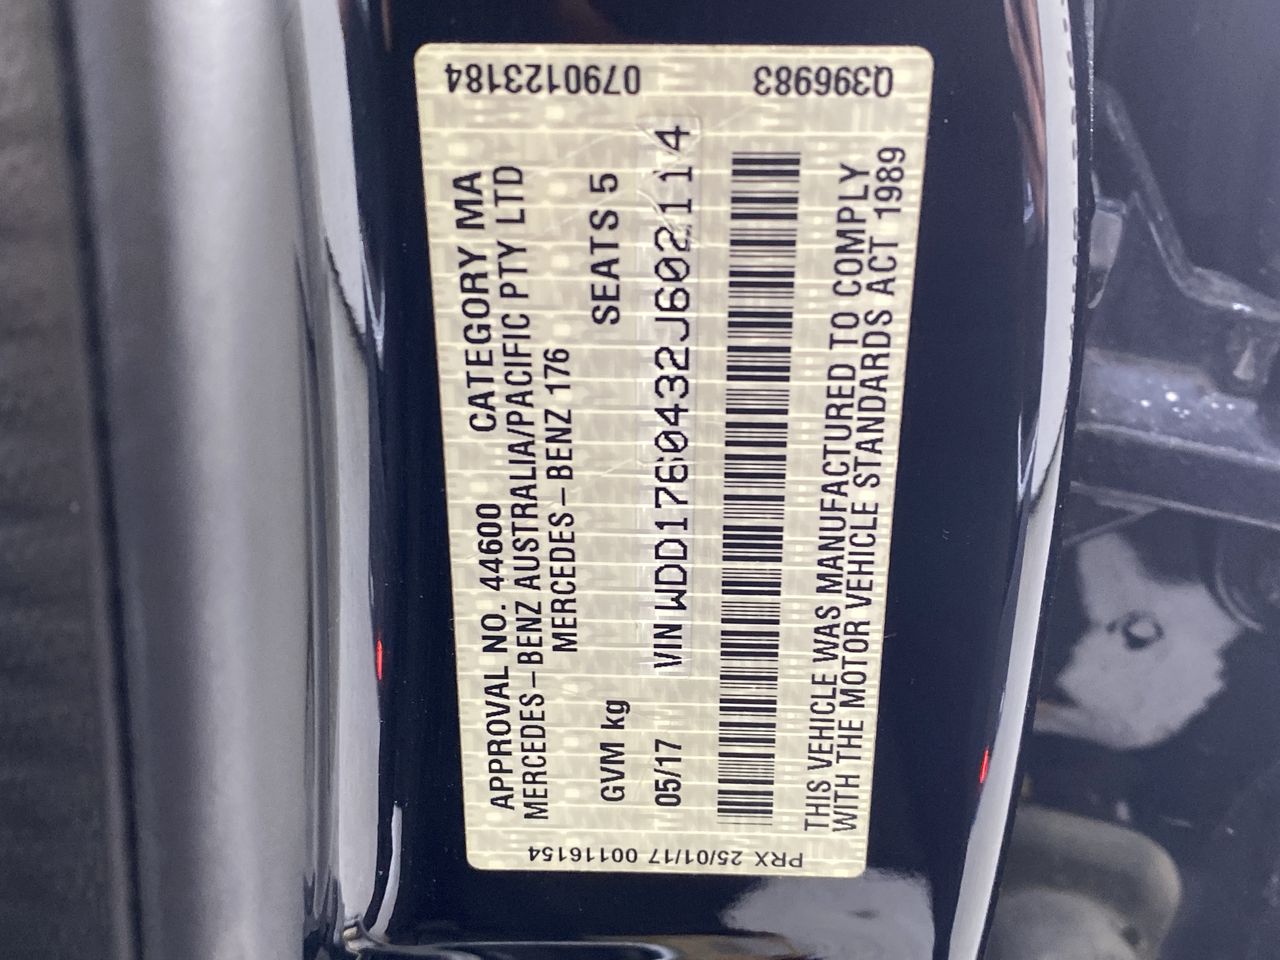 0790123184 Q396983
APPROVAL NO. 44600 CATEGORY MA
MERCEDES-BENZ AUSTRALIA/PACIFIC PTY LTD
MERCEDES-BENZ 176
GVM kg SEATS 5
05/17 VIN WDD1760432J602114
THIS VEHICLE WAS MANUFACTURED TO COMPLY
WITH THE MOTOR VEHICLE STANDARDS ACT 1989
PRX 25/01/17 00116154